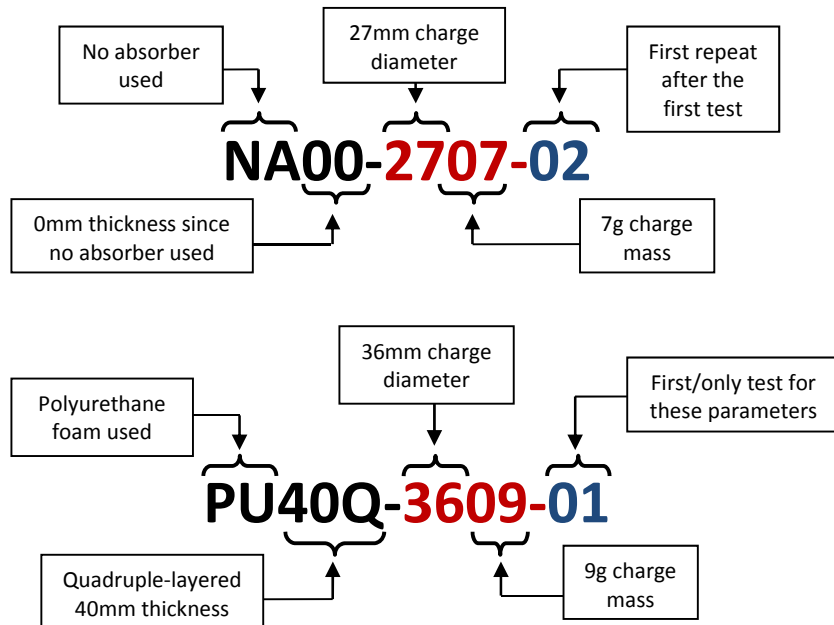 No absorber
used
27mm charge
diameter
First repeat
after the
first test
NA00-2707-02
0mm thickness since
no absorber used
7g charge
mass
36mm charge
diameter
Polyurethane
foam used
First/only test for
these parameters
PU40Q-3609-01
Quadruple-layered
40mm thickness
9g charge
mass